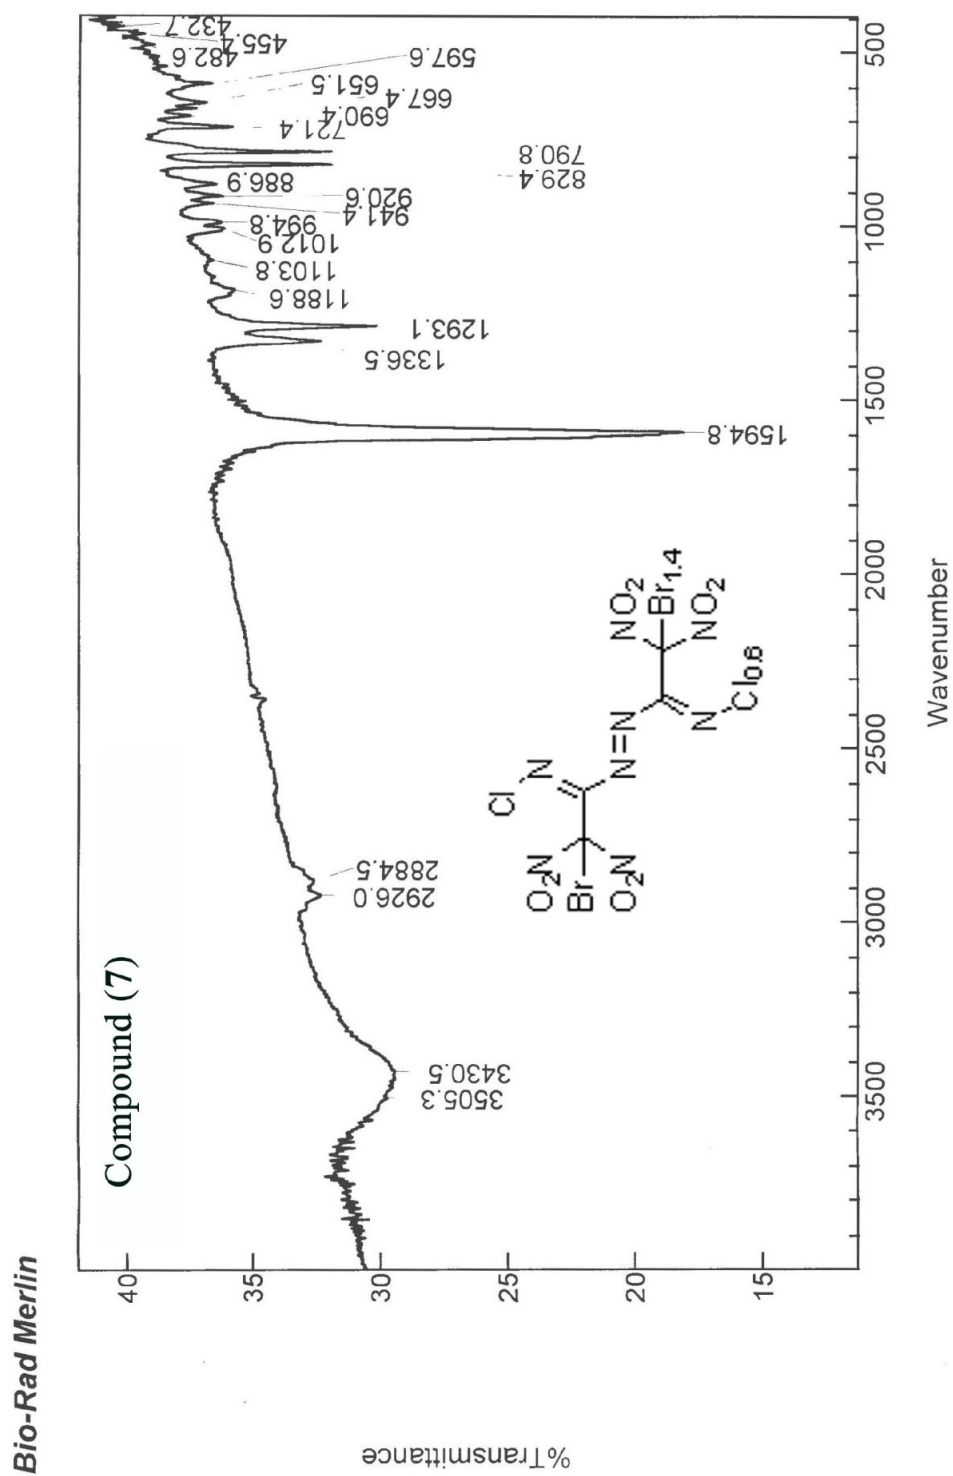 Bio-Rad Merlin
Compound (7)
%Transmittance
40
35
30
25
20
15
3505.3
3430.5
2926.0
2884.5
1594.8
1336.5
1293.1
1188.6
1103.8
1012.9
994.8
941.4
920.6
886.9
829.4
790.8
721.4
690.4
667.4
651.5
597.6
482.6
455.4
432.7
Cl
N
O2N
Br
O2N
N=N
NO2
Br1.4
NO2
N
Cl0.6
3500
3000
2500
2000
1500
1000
500
Wavenumber